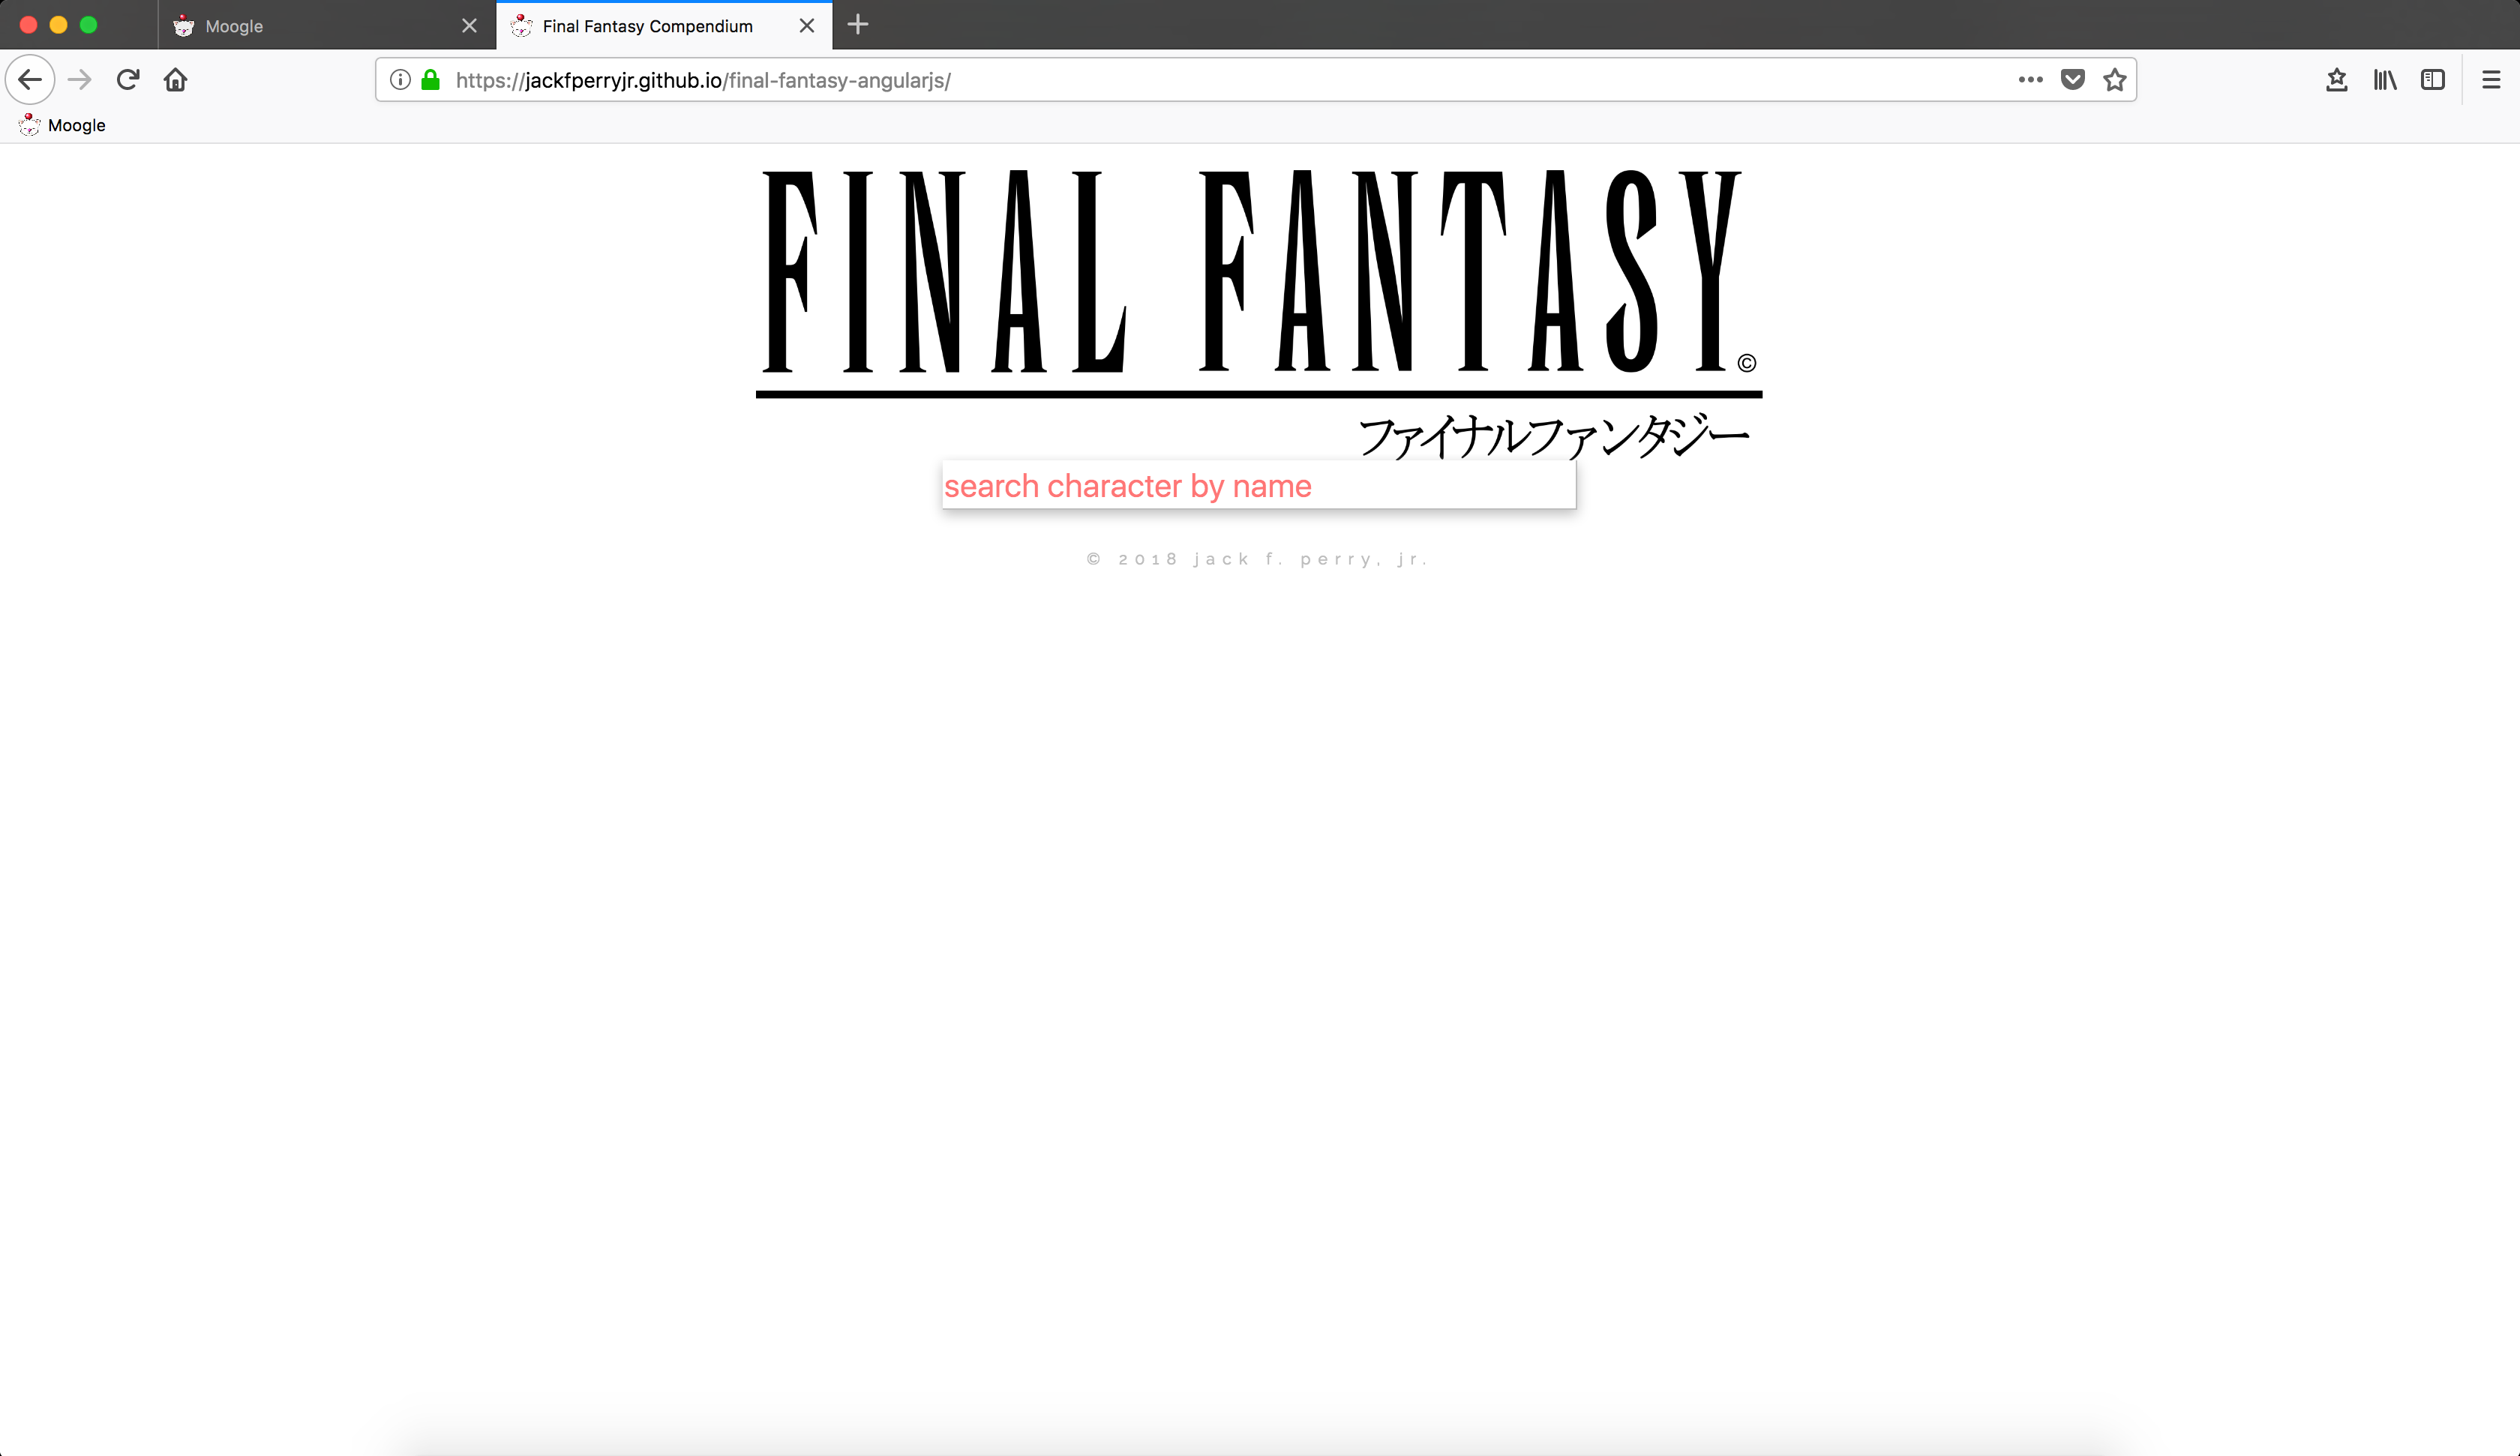 Moogle
Final Fantasy Compendium
https://jackfperryjr.github.io/final-fantasy-angularjs/
Moogle
FINAL FANTASY©
ファイナルファンタジー
search character by name
© 2018 jack f. perry, jr.